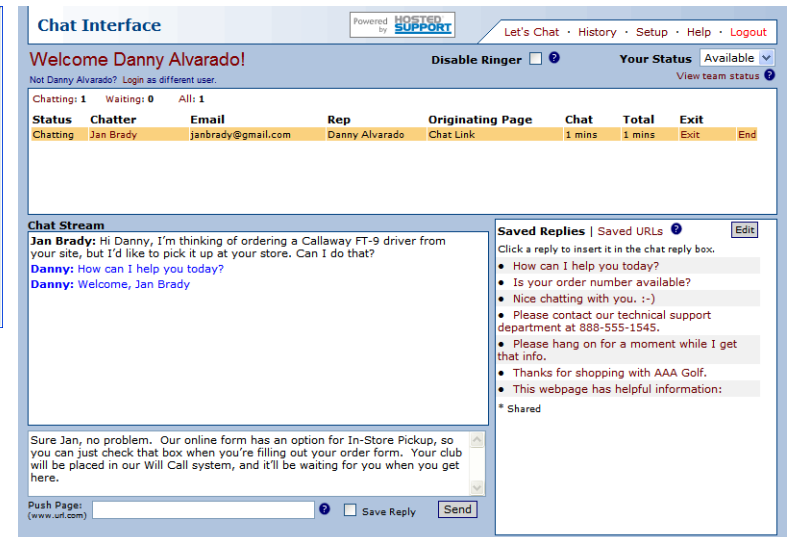 Chat Interface
Powered by HOSTED SUPPORT
Let's Chat · History · Setup · Help · Logout
Welcome Danny Alvarado!
Disable Ringer
Your Status Available
Not Danny Alvarado? Login as different user.
View team status
Chatting: 1 Waiting: 0 All: 1
Status Chatter Email Rep Originating Page Chat Total Exit
Chatting Jan Brady janbrady@gmail.com Danny Alvarado Chat Link 1 mins 1 mins Exit End
Chat Stream
Jan Brady: Hi Danny, I'm thinking of ordering a Callaway FT-9 driver from
your site, but I'd like to pick it up at your store. Can I do that?
Danny: How can I help you today?
Danny: Welcome, Jan Brady
Saved Replies | Saved URLs ? Edit
Click a reply to insert it in the chat reply box.
• How can I help you today?
• Is your order number available?
• Nice chatting with you. :-)
• Please contact our technical support
department at 888-555-1545.
• Please hang on for a moment while I get
that info.
• Thanks for shopping with AAA Golf.
• This webpage has helpful information:
* Shared
Sure Jan, no problem. Our online form has an option for In-Store Pickup, so
you can just check that box when you're filling out your order form. Your club
will be placed in our Will Call system, and it'll be waiting for you when you get
here.
Push Page:
(www.url.com)
? Save Reply Send